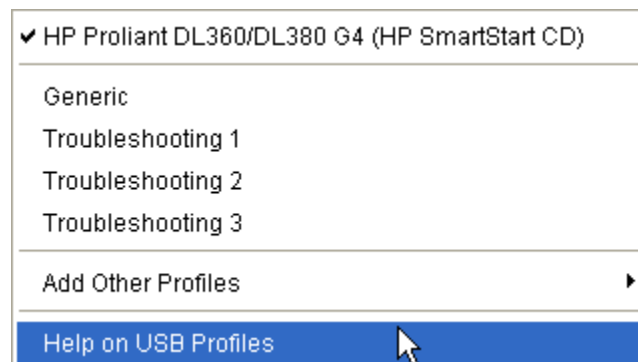 HP Proliant DL360/DL380 G4 (HP SmartStart CD)
Generic
Troubleshooting 1
Troubleshooting 2
Troubleshooting 3
Add Other Profiles
Help on USB Profiles